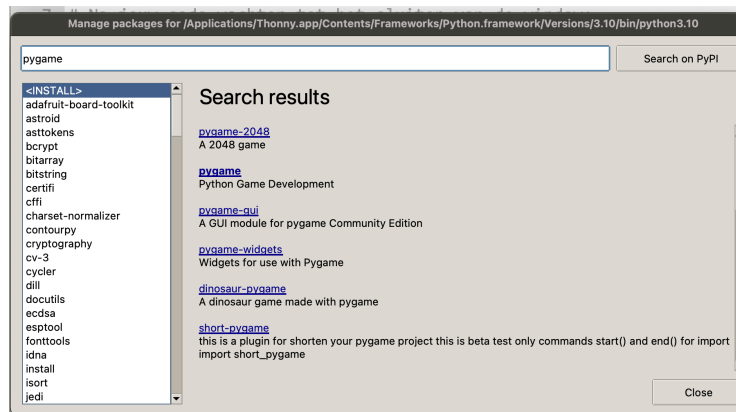 Manage packages for /Applications/Thonny.app/Contents/Frameworks/Python.framework/Versions/3.10/bin/python3.10
pygame
Search on PyPI
<INSTALL>
adafruit-board-toolkit
astroid
asttokens
bcrypt
bitarray
bitstring
certifi
cffi
charset-normalizer
contourpy
cryptography
cv-3
cycler
dill
docutils
ecdsa
esptool
fonttools
idna
install
isort
jedi
Search results
pygame-2048
A 2048 game
pygame
Python Game Development
pygame-gui
A GUI module for pygame Community Edition
pygame-widgets
Widgets for use with Pygame
dinosaur-pygame
A dinosaur game made with pygame
short-pygame
this is a plugin for shorten your pygame project this is beta test only commands start() and end() for import
import short_pygame
Close